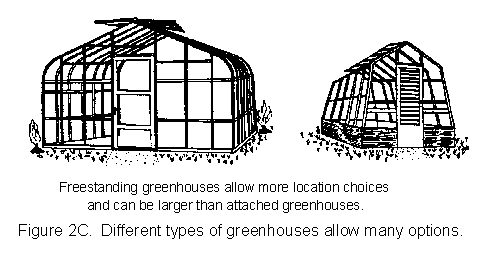 Freestanding greenhouses allow more location choices
and can be larger than attached greenhouses.
Figure 2C.  Different types of greenhouses allow many options.